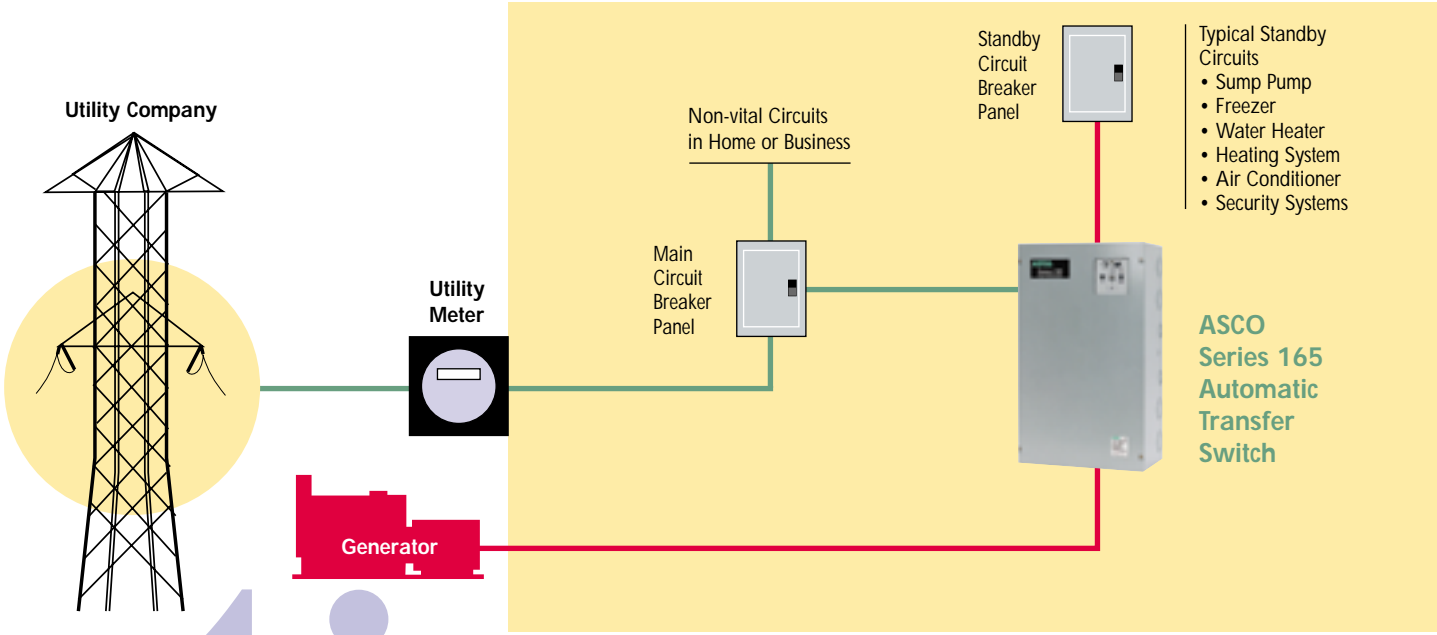 Utility Company
Utility
Meter
Generator
Non-vital Circuits
in Home or Business
Main
Circuit
Breaker
Panel
Standby
Circuit
Breaker
Panel
Typical Standby
Circuits
• Sump Pump
• Freezer
• Water Heater
• Heating System
• Air Conditioner
• Security Systems
ASCO
Series 165
Automatic
Transfer
Switch